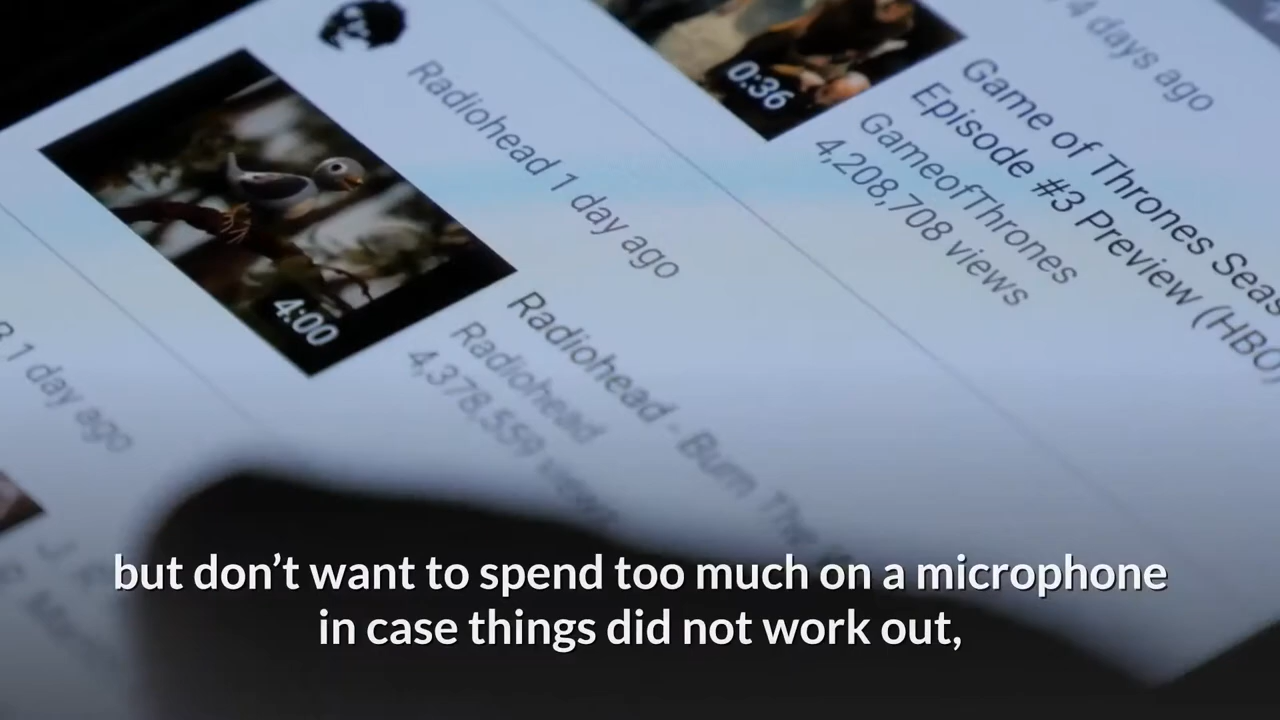 4 days ago
0:36
Game of Thrones Seas
Episode #3 Preview (HBO)
GameofThrones
4,208,708 views
Radiohead 1 day ago
4:00
Radiohead - Burn The
Radiohead
4,378,559 views
1 day ago
but don’t want to spend too much on a microphone
in case things did not work out,